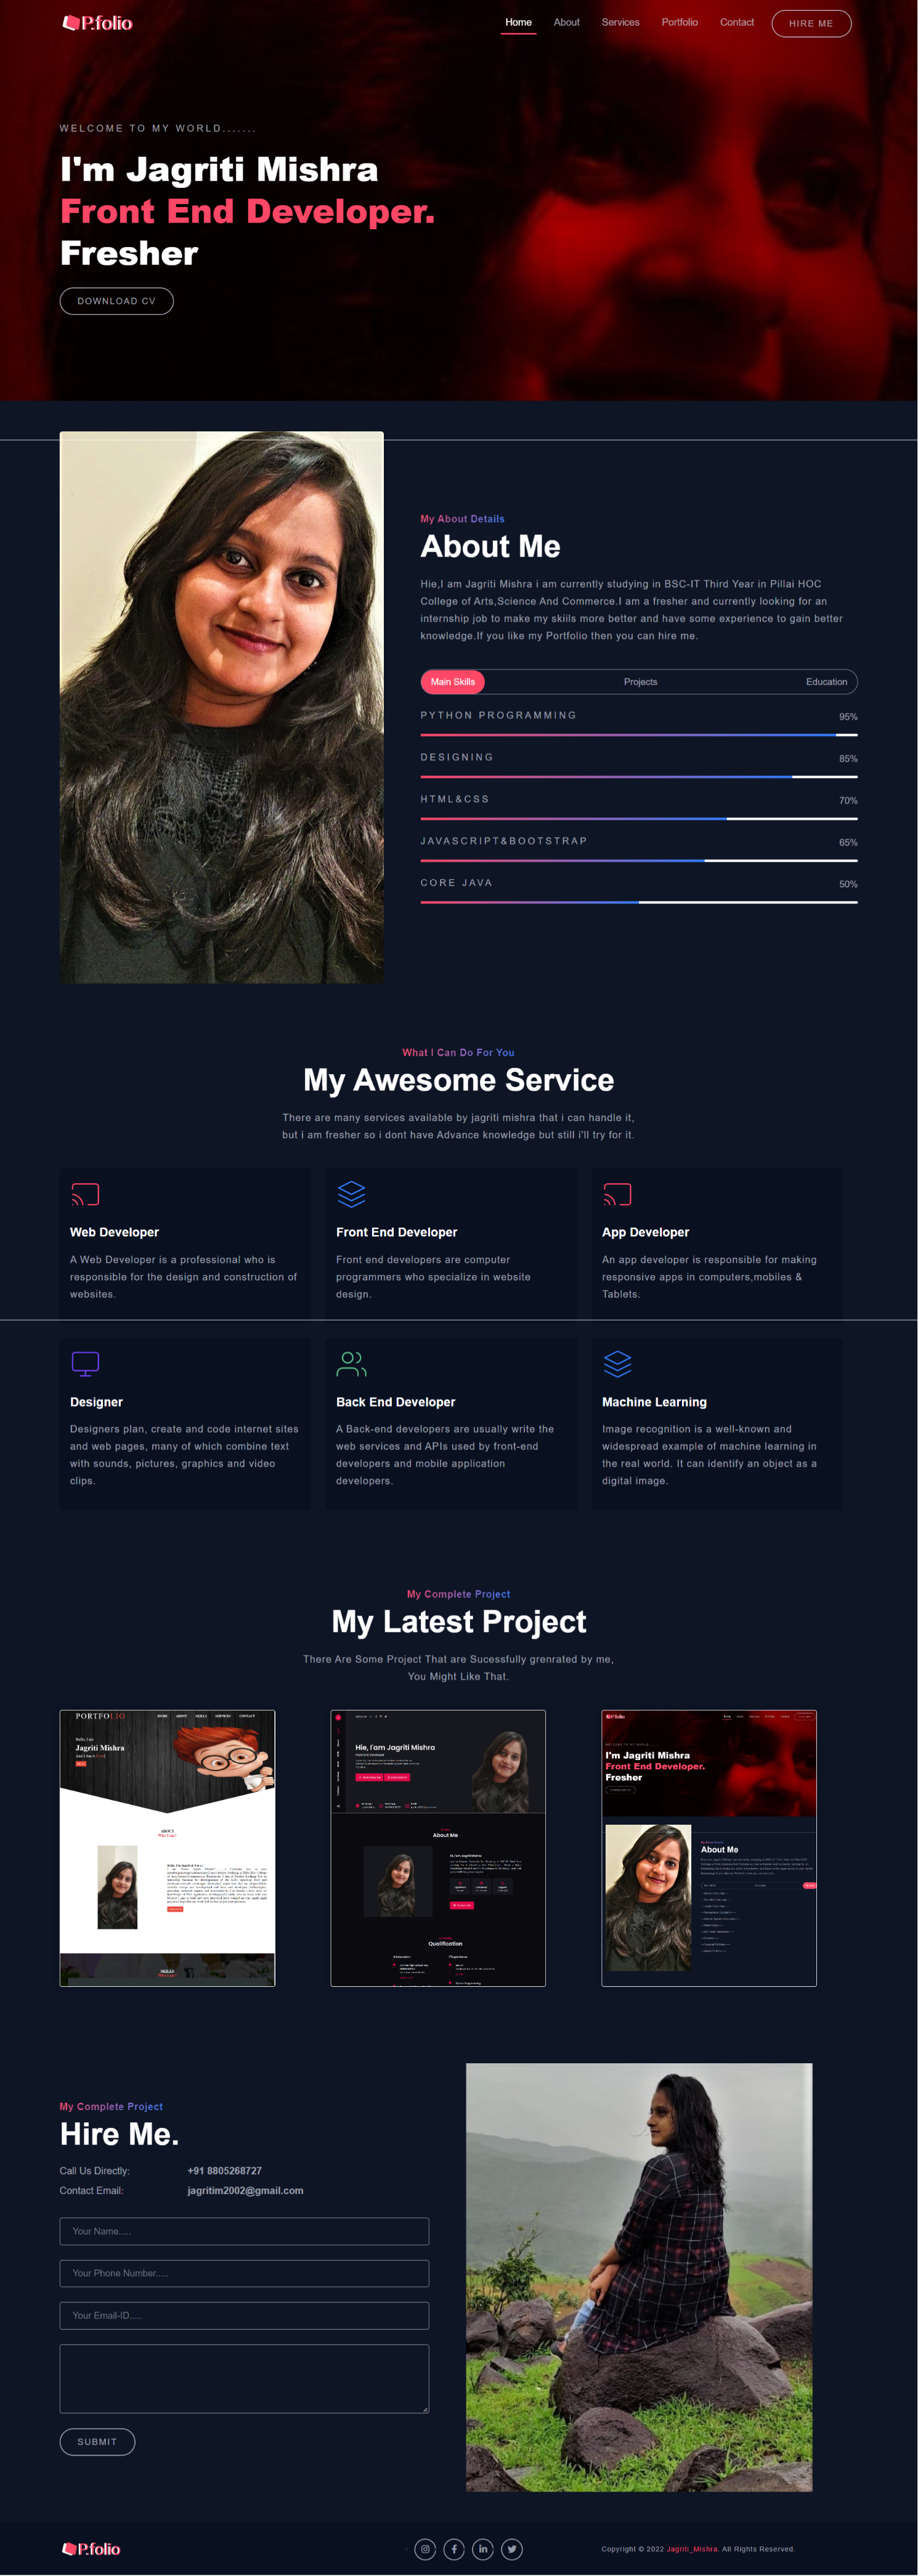 P.folio
Home About Services Portfolio Contact HIRE ME
WELCOME TO MY WORLD.......
I'm Jagriti Mishra
Front End Developer.
Fresher
DOWNLOAD CV
My About Details
About Me
Hie,I am Jagriti Mishra i am currently studying in BSC-IT Third Year in Pillai HOC
College of Arts,Science And Commerce.I am a fresher and currently looking for an
internship job to make my skills more better and have some experience to gain better
knowledge.If you like my Portfolio then you can hire me.
Main Skills Projects Education
PYTHON PROGRAMMING 95%
DESIGNING 85%
HTML&CSS 70%
JAVASCRIPT&BOOTSTRAP 65%
CORE JAVA 50%
What I Can Do For You
My Awesome Service
There are many services available by jagriti mishra that i can handle it,
but i am fresher so i dont have Advance knowledge but still i'll try for it.
Web Developer
A Web Developer is a professional who is
responsible for the design and construction of
websites.
Front End Developer
Front end developers are computer
programmers who specialize in website
design.
App Developer
An app developer is responsible for making
responsive apps in computers,mobiles &
Tablets.
Designer
Designers plan, create and code internet sites
and web pages, many of which combine text
with sounds, pictures, graphics and video
clips.
Back End Developer
A Back-end developers are usually write the
web services and APIs used by front-end
developers and mobile application
developers.
Machine Learning
Image recognition is a well-known and
widespread example of machine learning in
the real world. It can identify an object as a
digital image.
My Complete Project
My Latest Project
There Are Some Project That are Sucessfully grenrated by me,
You Might Like That.
PORTFOLIO
HOME ABOUT SKILLS SERVICES CONTACT
Jagriti Mishra
ABOUT
SKILLS
Hie, I'am Jagriti Mishra
About Me
Qualification
P.folio
I'm Jagriti Mishra
Front End Developer.
Fresher
About Me
My Complete Project
Hire Me.
Call Us Directly: +91 8805268727
Contact Email: jagritim2002@gmail.com
Your Name.....
Your Phone Number.....
Your Email-ID.....
SUBMIT
P.folio
Copyright © 2022 Jagriti_Mishra. All Rights Reserved.